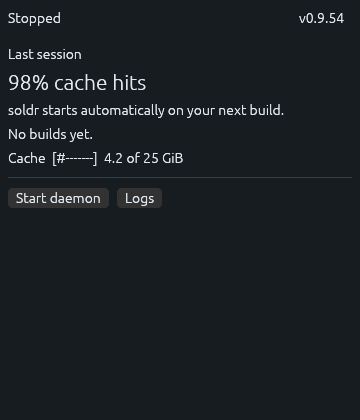 Stopped v0.9.54
Last session
98% cache hits
soldr starts automatically on your next build.
No builds yet.
Cache [#-------] 4.2 of 25 GiB
Start daemon Logs